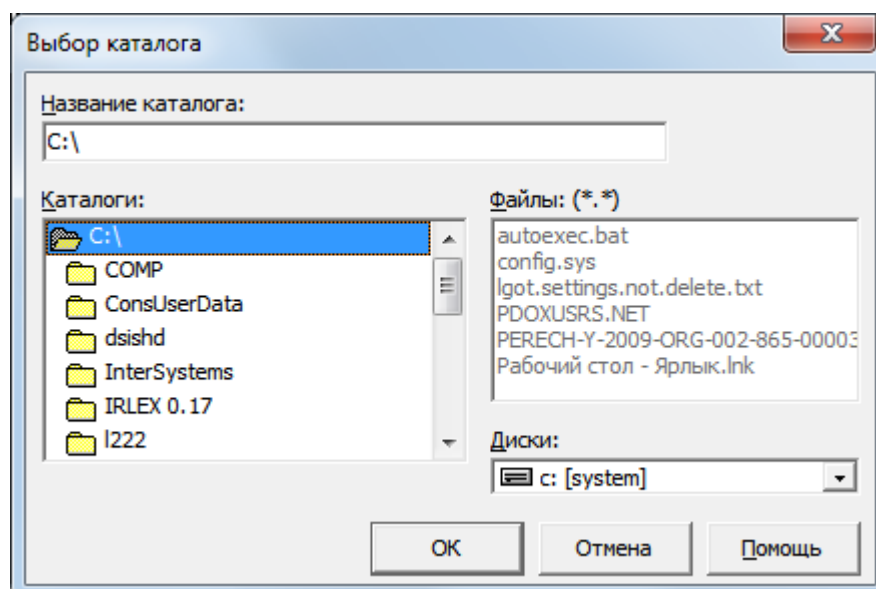 Выбор каталога
Название каталога:
C:\
Каталоги:
C:\
COMP
ConsUserData
dsishd
InterSystems
IRLEX 0.17
l222
Файлы: (*.*)
autoexec.bat
config.sys
lgot.settings.not.delete.txt
PDOXUSRS.NET
PERECH-Y-2009-ORG-002-865-00003
Рабочий стол - Ярлык.lnk
Диски:
c: [system]
ОК
Отмена
Помощь